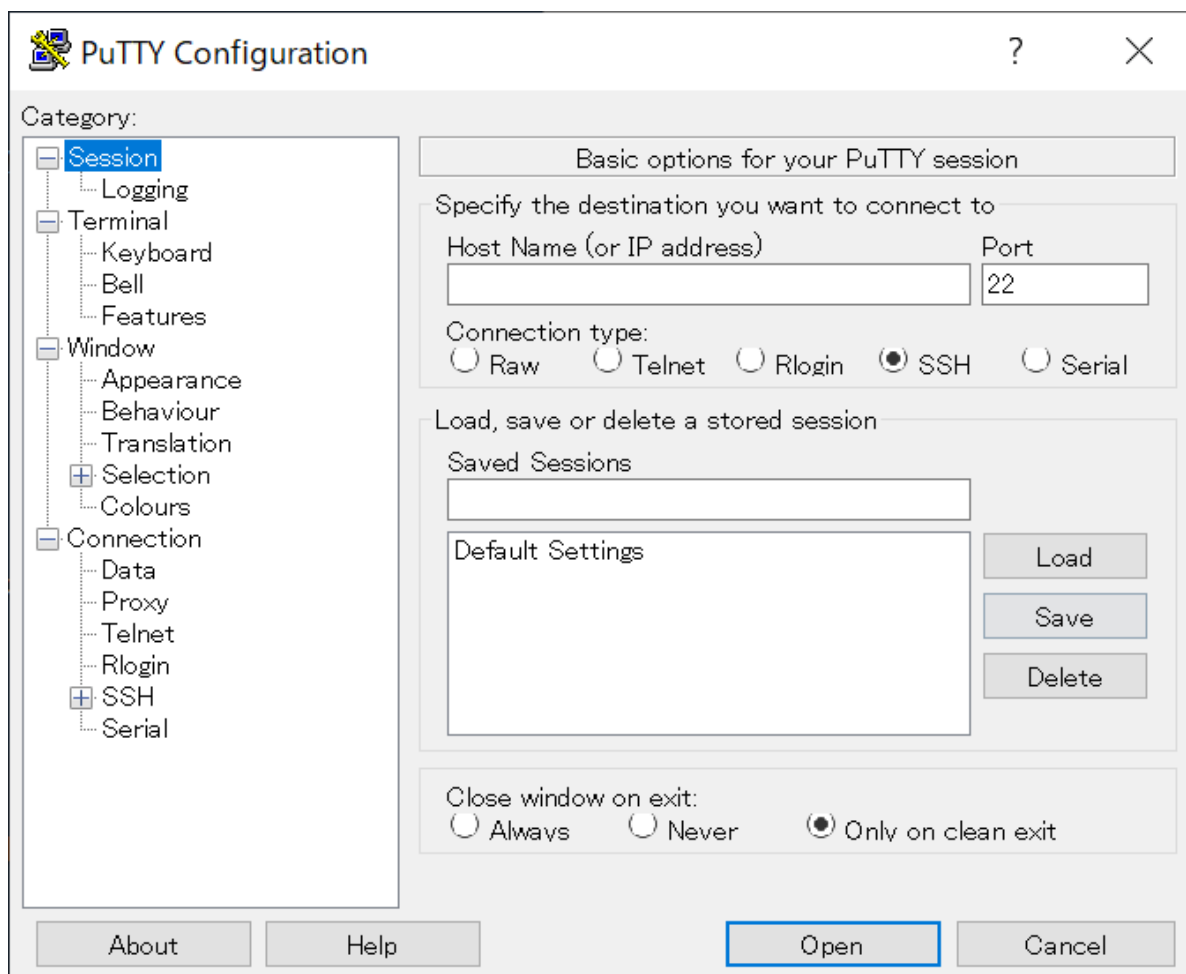 PuTTY Configuration
?
Category:
Session
Logging
Terminal
Keyboard
Bell
Features
Window
Appearance
Behaviour
Translation
Selection
Colours
Connection
Data
Proxy
Telnet
Rlogin
SSH
Serial
Basic options for your PuTTY session
Specify the destination you want to connect to
Host Name (or IP address) Port
22
Connection type:
Raw Telnet Rlogin SSH Serial
Load, save or delete a stored session
Saved Sessions
Default Settings
Load
Save
Delete
Close window on exit:
Always Never Only on clean exit
About Help Open Cancel